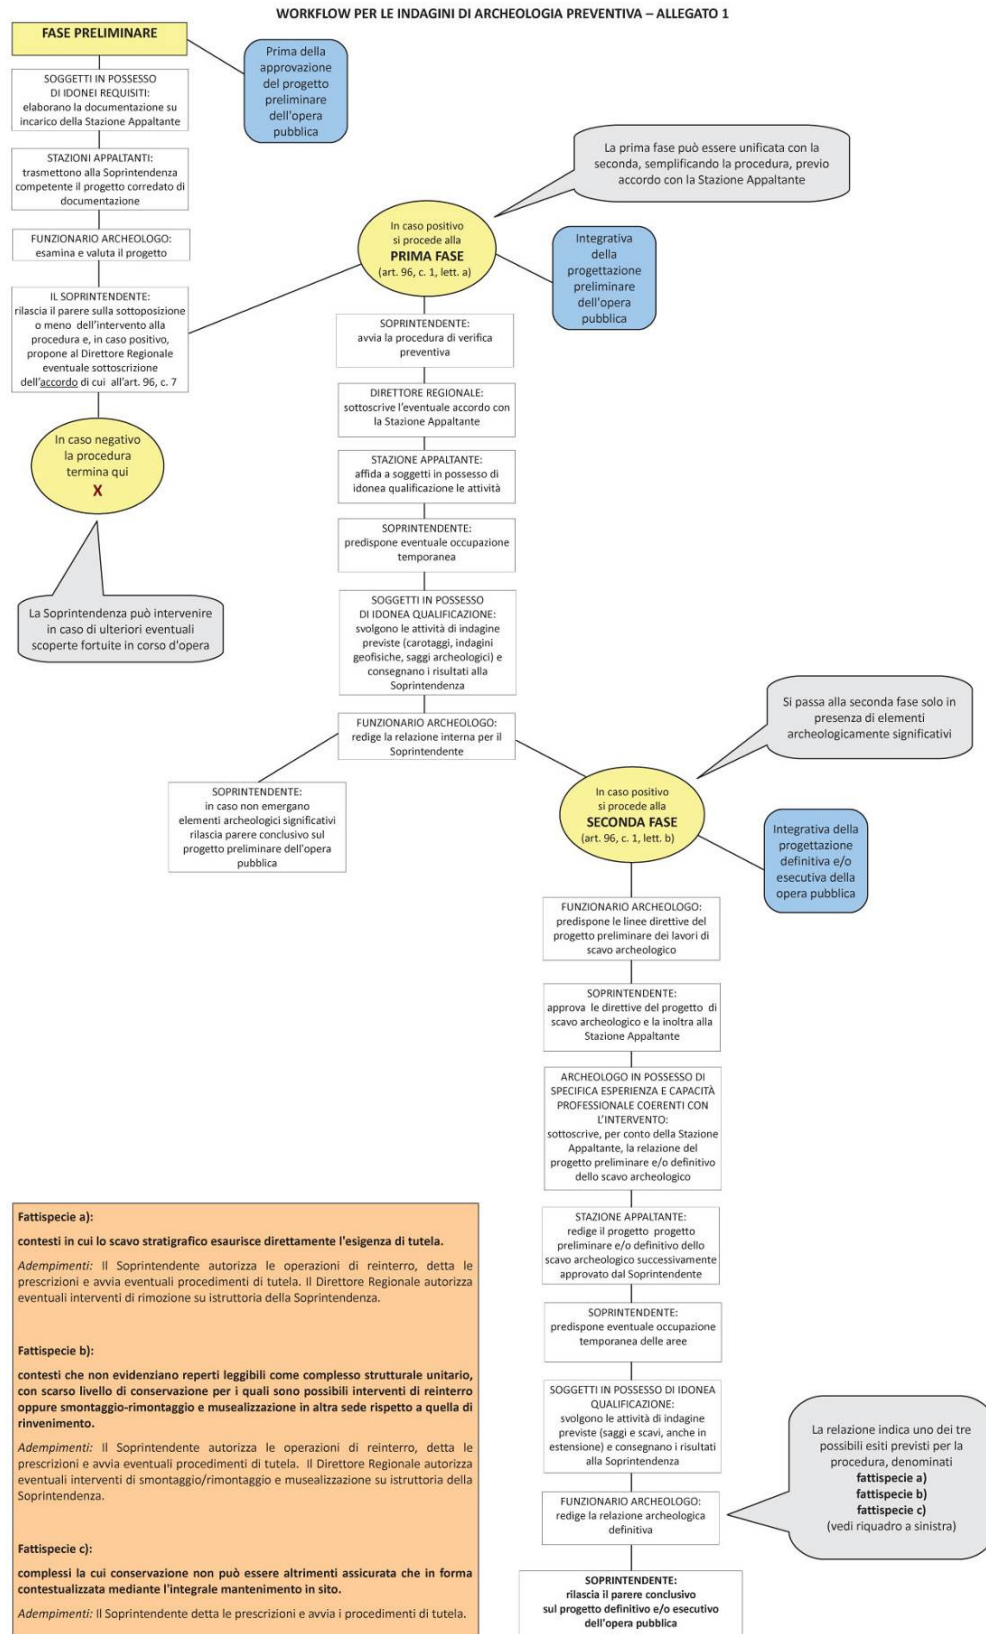 WORKFLOW PER LE INDAGINI DI ARCHEOLOGIA PREVENTIVA – ALLEGATO 1
FASE PRELIMINARE
Prima della
approvazione
del progetto
preliminare
dell'opera
pubblica
SOGGETTI IN POSSESSO
DI IDONEI REQUISITI:
elaborano la documentazione su
incarico della Stazione Appaltante
STAZIONI APPALTANTI:
trasmettono alla Soprintendenza
competente il progetto corredato di
documentazione
FUNZIONARIO ARCHEOLOGO:
esamina e valuta il progetto
IL SOPRINTENDENTE:
rilascia il parere sulla sottoposizione
o meno dell'intervento alla
procedura e, in caso positivo,
propone al Direttore Regionale
eventuale sottoscrizione
dell'accordo di cui all'art. 96, c. 7
In caso negativo
la procedura
termina qui
X
La Soprintendenza può intervenire
in caso di ulteriori eventuali
scoperte fortuite in corso d'opera
La prima fase può essere unificata con la
seconda, semplificando la procedura, previo
accordo con la Stazione Appaltante
In caso positivo
si procede alla
PRIMA FASE
(art. 96, c. 1, lett. a)
Integrativa
della
progettazione
preliminare
dell'opera
pubblica
SOPRINTENDENTE:
avvia la procedura di verifica
preventiva
DIRETTORE REGIONALE:
sottoscrive l'eventuale accordo con
la Stazione Appaltante
STAZIONE APPALTANTE:
affida a soggetti in possesso di
idonea qualificazione le attività
SOPRINTENDENTE:
predispone eventuale occupazione
temporanea
SOGGETTI IN POSSESSO
DI IDONEA QUALIFICAZIONE:
svolgono le attività di indagine
previste (carotaggi, indagini
geofisiche, saggi archeologici) e
consegnano i risultati alla
Soprintendenza
FUNZIONARIO ARCHEOLOGO:
redige la relazione interna per il
Soprintendente
SOPRINTENDENTE:
in caso non emergano
elementi archeologici significativi
rilascia parere conclusivo sul
progetto preliminare dell'opera
pubblica
Si passa alla seconda fase solo in
presenza di elementi
archeologicamente significativi
In caso positivo
si procede alla
SECONDA FASE
(art. 96, c. 1, lett. b)
Integrativa della
progettazione
definitiva e/o
esecutiva della
opera pubblica
FUNZIONARIO ARCHEOLOGO:
predispone le linee direttive del
progetto preliminare dei lavori di
scavo archeologico
SOPRINTENDENTE:
approva le direttive del progetto di
scavo archeologico e la inoltra alla
Stazione Appaltante
ARCHEOLOGO IN POSSESSO DI
SPECIFICA ESPERIENZA E CAPACITÀ
PROFESSIONALE COERENTI CON
L'INTERVENTO:
sottoscrive, per conto della Stazione
Appaltante, la relazione del
progetto preliminare e/o definitivo
dello scavo archeologico
STAZIONE APPALTANTE:
redige il progetto progetto
preliminare e/o definitivo dello
scavo archeologico successivamente
approvato dal Soprintendente
SOPRINTENDENTE:
predispone eventuale occupazione
temporanea delle aree
SOGGETTI IN POSSESSO DI IDONEA
QUALIFICAZIONE:
svolgono le attività di indagine
previste (saggi e scavi, anche in
estensione) e consegnano i risultati
alla Soprintendenza
FUNZIONARIO ARCHEOLOGO:
redige la relazione archeologica
definitiva
SOPRINTENDENTE:
rilascia il parere conclusivo
sul progetto definitivo e/o esecutivo
dell'opera pubblica
La relazione indica uno dei tre
possibili esiti previsti per la
procedura, denominati
fattispecie a)
fattispecie b)
fattispecie c)
(vedi riquadro a sinistra)
Fattispecie a):
contesti in cui lo scavo stratigrafico esaurisce direttamente l'esigenza di tutela.
Adempimenti: Il Soprintendente autorizza le operazioni di reinterro, detta le
prescrizioni e avvia eventuali procedimenti di tutela. Il Direttore Regionale autorizza
eventuali interventi di rimozione su istruttoria della Soprintendenza.
Fattispecie b):
contesti che non evidenziano reperti leggibili come complesso strutturale unitario,
con scarso livello di conservazione per i quali sono possibili interventi di reinterro
oppure smontaggio-rimontaggio e musealizzazione in altra sede rispetto a quella di
rinvenimento.
Adempimenti: Il Soprintendente autorizza le operazioni di reinterro, detta le
prescrizioni e avvia eventuali procedimenti di tutela. Il Direttore Regionale autorizza
eventuali interventi di smontaggio/rimontaggio e musealizzazione su istruttoria della
Soprintendenza.
Fattispecie c):
complessi la cui conservazione non può essere altrimenti assicurata che in forma
contestualizzata mediante l'integrale mantenimento in sito.
Adempimenti: Il Soprintendente detta le prescrizioni e avvia i procedimenti di tutela.